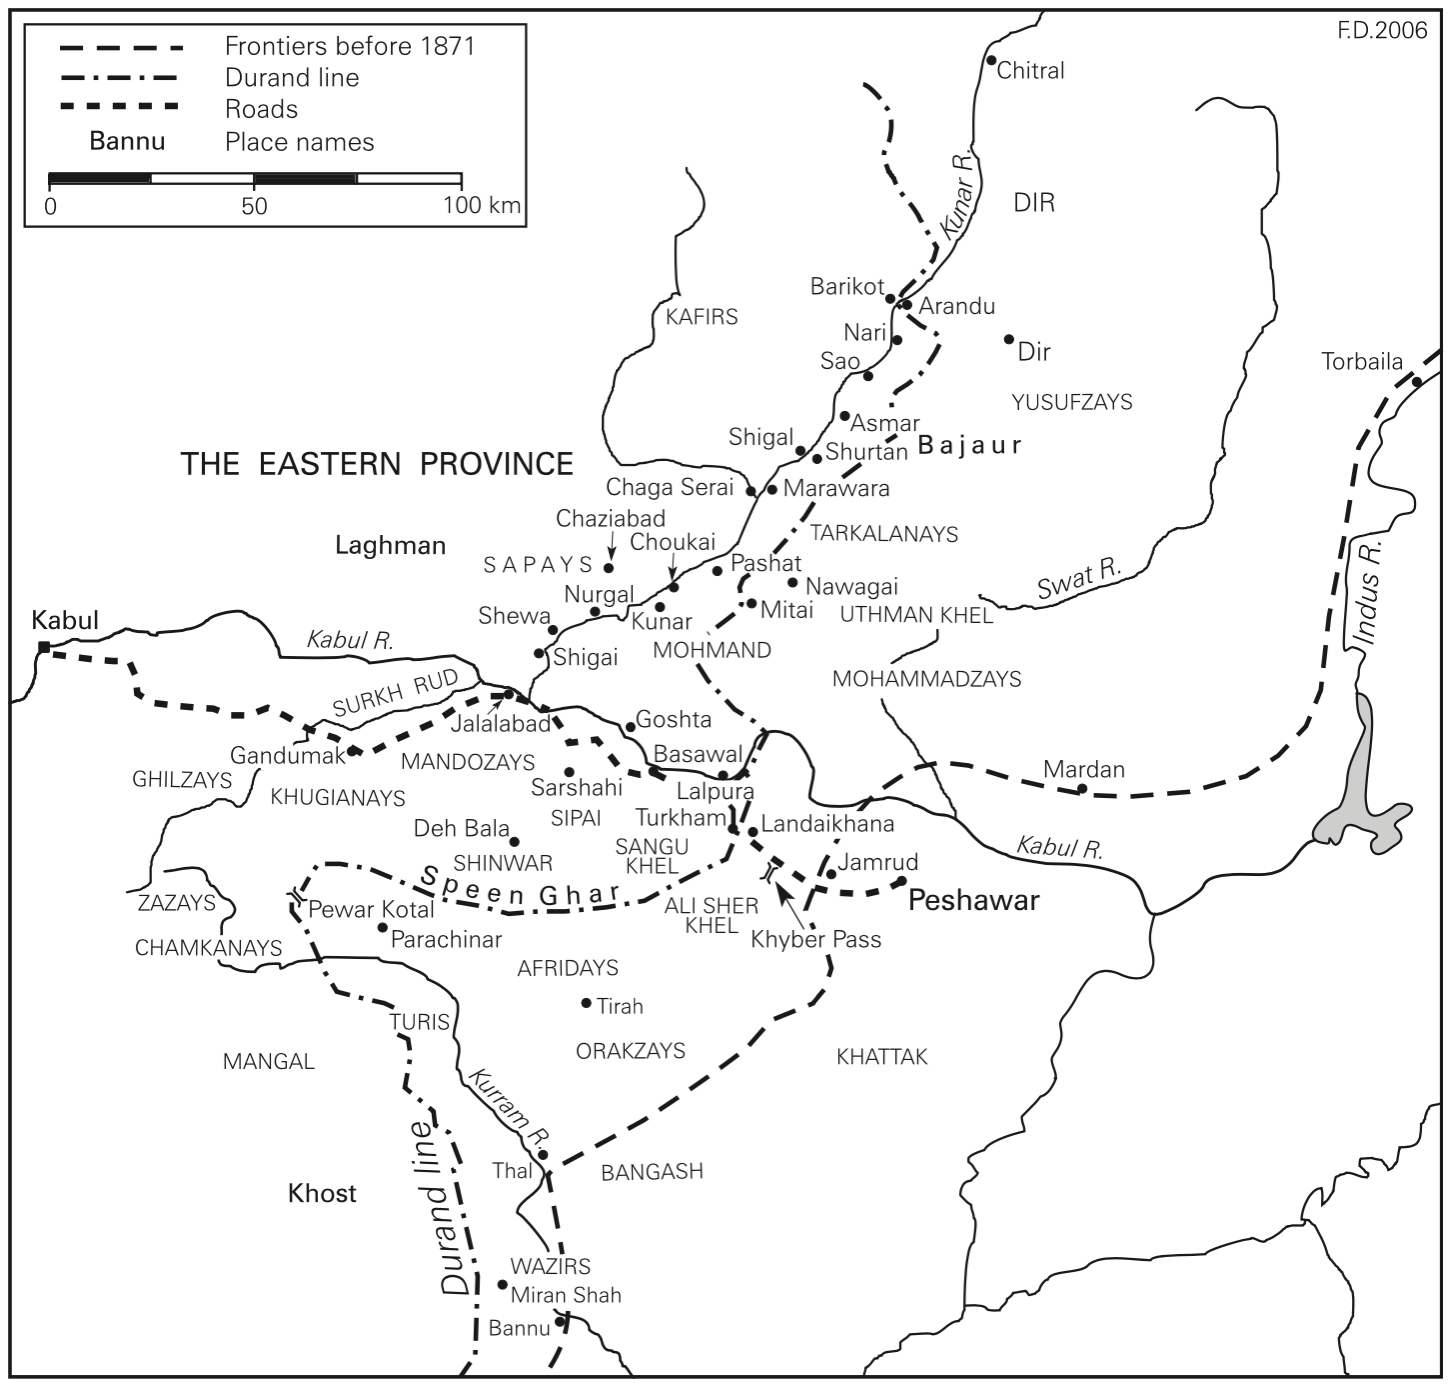 F.D.2006
Frontiers before 1871
Durand line
Roads
Bannu
Place names
0
50
100 km
Chitral
Kunar R.
DIR
Barikot
Arandu
KAFIRS
Nari
Dir
Sao
Torbaila
YUSUFZAYS
Asmar
Shigal
Shurtan
Bajaur
THE EASTERN PROVINCE
Chaga Serai
Marawara
Chaziabad
TARKALANAYS
Laghman
Choukai
SAPAYS
Pashat
Swat R.
Indus R.
Nawagai
Nurgal
Mitai
Kabul
Shewa
Kunar
UTHMAN KHEL
Kabul R.
Shigai
MOHMAND
SURKH RUD
MOHAMMADZAYS
Jalalabad
Goshta
Gandumak
MANDOZAYS
Basawal
Mardan
GHILZAYS
KHUGIANAYS
Sarshahi
Lalpura
SIPAI
Turkham
Landaikhana
Deh Bala
SANGU
KHEL
Kabul R.
SHINWAR
Jamrud
Speen Ghar
Peshawar
ZAZAYS
Pewar Kotal
ALI SHER
KHEL
Parachinar
Khyber Pass
CHAMKANAYS
AFRIDAYS
Tirah
TURIS
ORAKZAYS
KHATTAK
MANGAL
Kurram R.
Durand line
Thal
BANGASH
Khost
WAZIRS
Miran Shah
Bannu